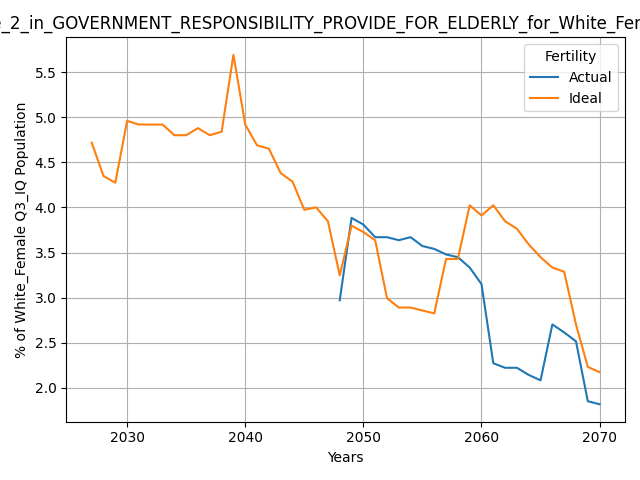 _2_in_GOVERNMENT_RESPONSIBILITY_PROVIDE_FOR_ELDERLY_for_White_Fem
Fertility
Actual
Ideal
% of White_Female Q3_IQ Population
5.5
5.0
4.5
4.0
3.5
3.0
2.5
2.0
2030
2040
2050
2060
2070
Years